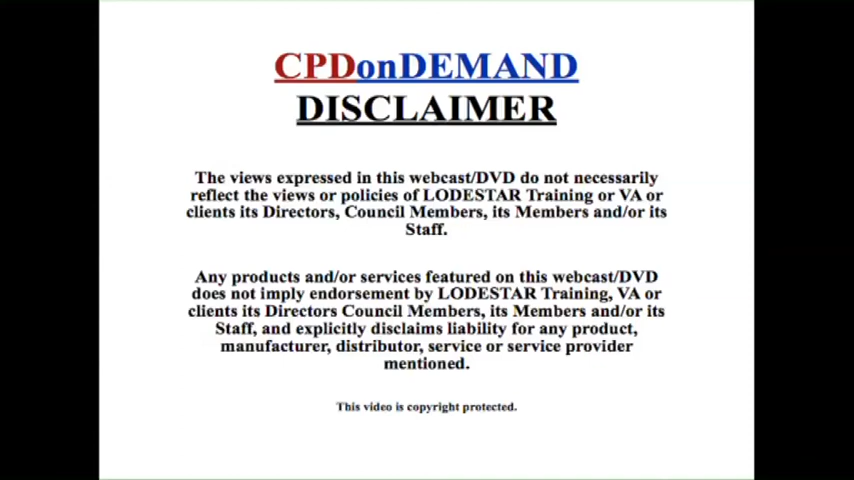 CPDonDEMAND
DISCLAIMER
The views expressed in this webcast/DVD do not necessarily
reflect the views or policies of LODESTAR Training or VA or
clients its Directors, Council Members, its Members and/or its
Staff.
Any products and/or services featured on this webcast/DVD
does not imply endorsement by LODESTAR Training, VA or
clients its Directors Council Members, its Members and/or its
Staff, and explicitly disclaims liability for any product,
manufacturer, distributor, service or service provider
mentioned.
This video is copyright protected.